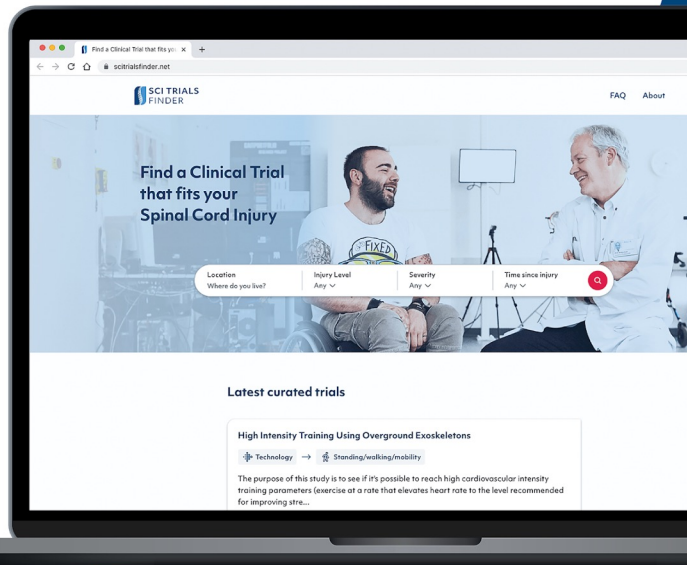 Find a Clinical Trial that fits yo
scitrialsfinder.net
SCI TRIALS
FINDER
FAQ About
Find a Clinical Trial
that fits your
Spinal Cord Injury
FIXED
Location
Where do you live?
Injury Level
Any
Severity
Any
Time since injury
Any
Latest curated trials
High Intensity Training Using Overground Exoskeletons
Technology → Standing/walking/mobility
The purpose of this study is to see if it's possible to reach high cardiovascular intensity
training parameters (exercise at a rate that elevates heart rate to the level recommended
for improving stre...